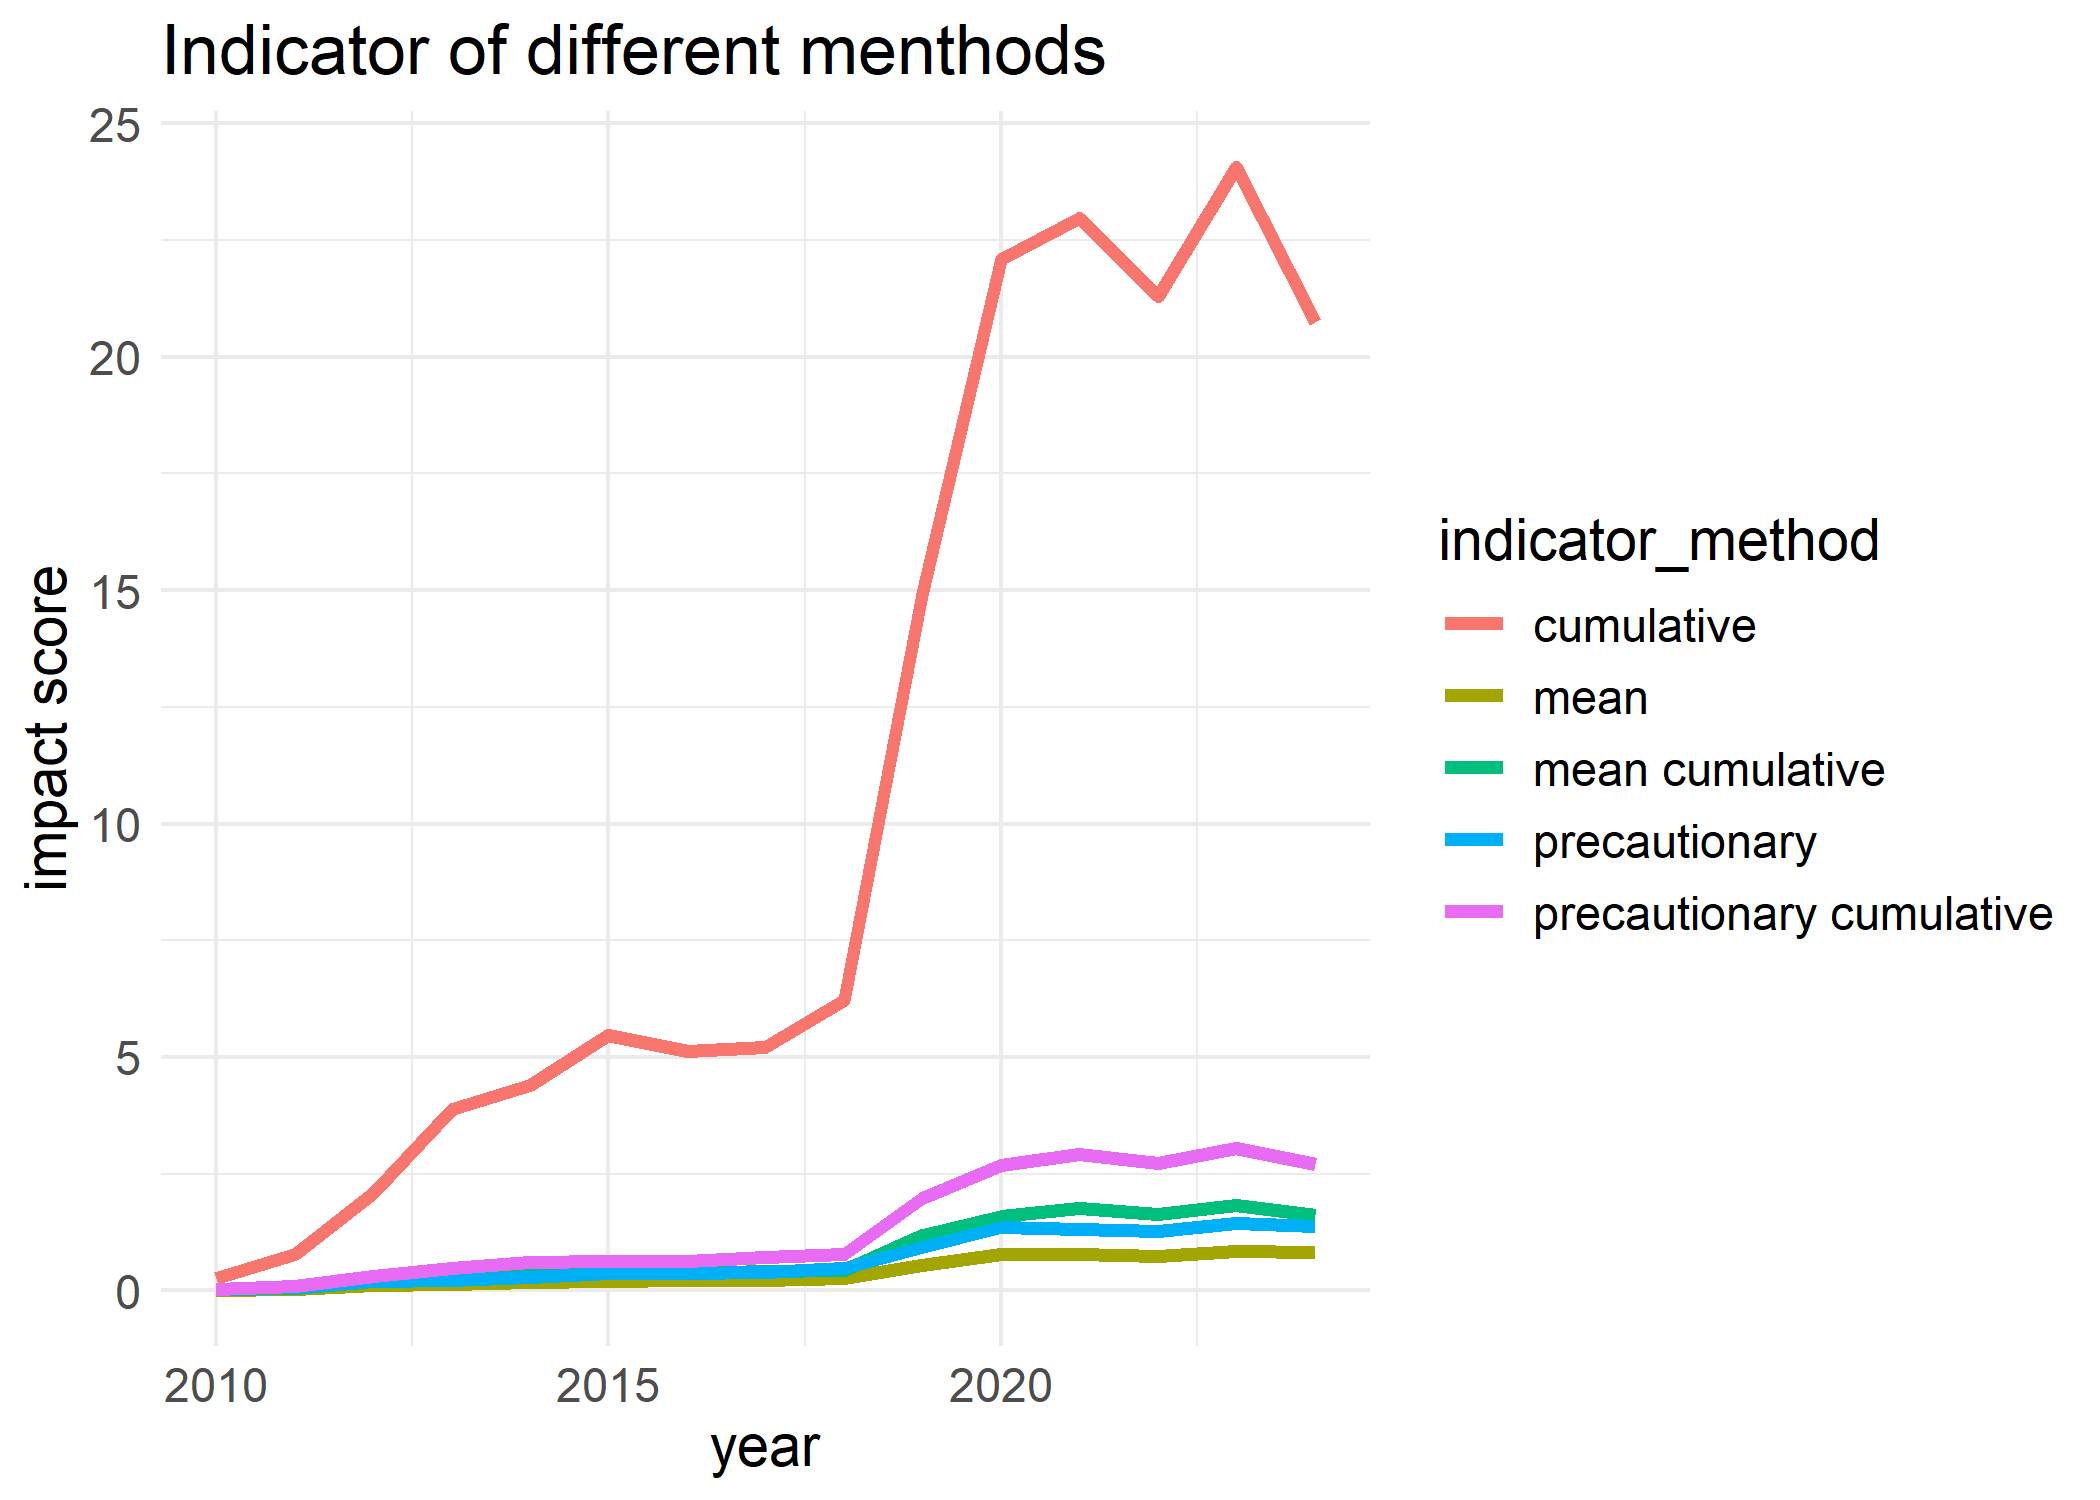 Indicator of different menthods
25
20
15
10
5
0
impact score
2010
2015
2020
year
indicator_method
cumulative
mean
mean cumulative
precautionary
precautionary cumulative